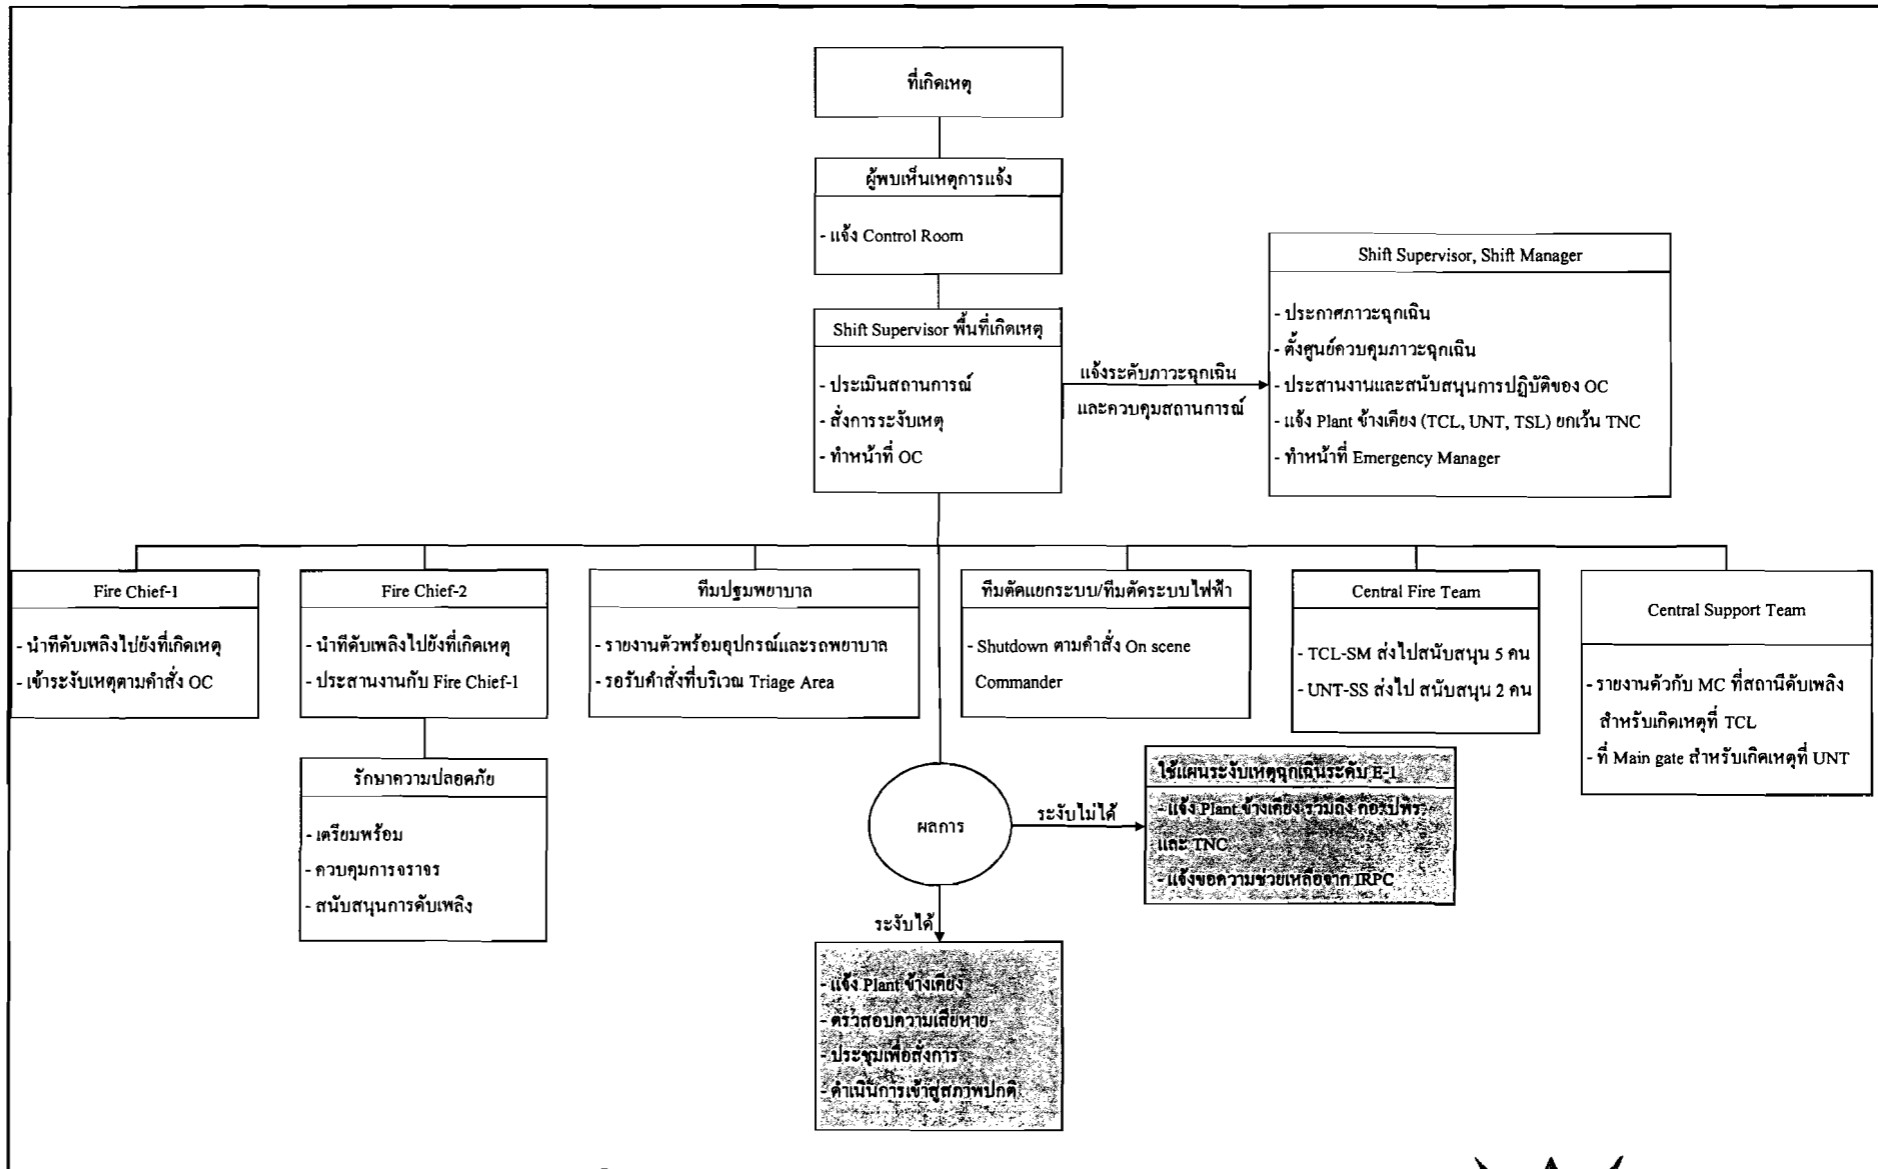 ที่เกิดเหตุ
ผู้พบเห็นเหตุการแจ้ง
- แจ้ง Control Room
Shift Supervisor, Shift Manager
- ประกาศภาวะฉุกเฉิน
- ตั้งศูนย์ควบคุมภาวะฉุกเฉิน
- ประสานงานและสนับสนุนการปฏิบัติของ OC
- แจ้ง Plant ข้างเคียง (TCL, UNT, TSL) ยกเว้น TNC
- ทำหน้าที่ Emergency Manager
Shift Supervisor พื้นที่เกิดเหตุ
- ประเมินสถานการณ์
- สั่งการระงับเหตุ
- ทำหน้าที่ OC
แจ้งระดับภาวะฉุกเฉิน
และควบคุมสถานการณ์
Fire Chief-1
- นำทีดับเพลิงไปยังที่เกิดเหตุ
- เข้าระงับเหตุตามคำสั่ง OC
Fire Chief-2
- นำทีดับเพลิงไปยังที่เกิดเหตุ
- ประสานงานกับ Fire Chief-1
ทีมปฐมพยาบาล
- รายงานตัวพร้อมอุปกรณ์และรถพยาบาล
- รอรับคำสั่งที่บริเวณ Triage Area
ทีมตัดแยกระบบ/ทีมตัดระบบไฟฟ้า
- Shutdown ตามคำสั่ง On scene
Commander
Central Fire Team
- TCL-SM ส่งไปสนับสนุน 5 คน
- UNT-SS ส่งไป สนับสนุน 2 คน
Central Support Team
- รายงานตัวกับ MC ที่สถานีดับเพลิง
สำหรับเกิดเหตุที่ TCL
- ที่ Main gate สำหรับเกิดเหตุที่ UNT
รักษาความปลอดภัย
- เตรียมพร้อม
- ควบคุมการจราจร
- สนับสนุนการดับเพลิง
ผลการ
ระงับไม่ได้
ใช้แผนระงับเหตุฉุกเฉินระดับ E-1
- แจ้ง Plant ข้างเคียง รวมถึง
และ TNC
- แจ้งขอความช่วยเหลือจาก IRPC
ระงับได้
- แจ้ง Plant ข้างเคียง
- ตรวสอบความเสียหาย
- ประชุมเพื่อสั่งการ
- ดำเนินการเข้าสู่สภาพปกติ